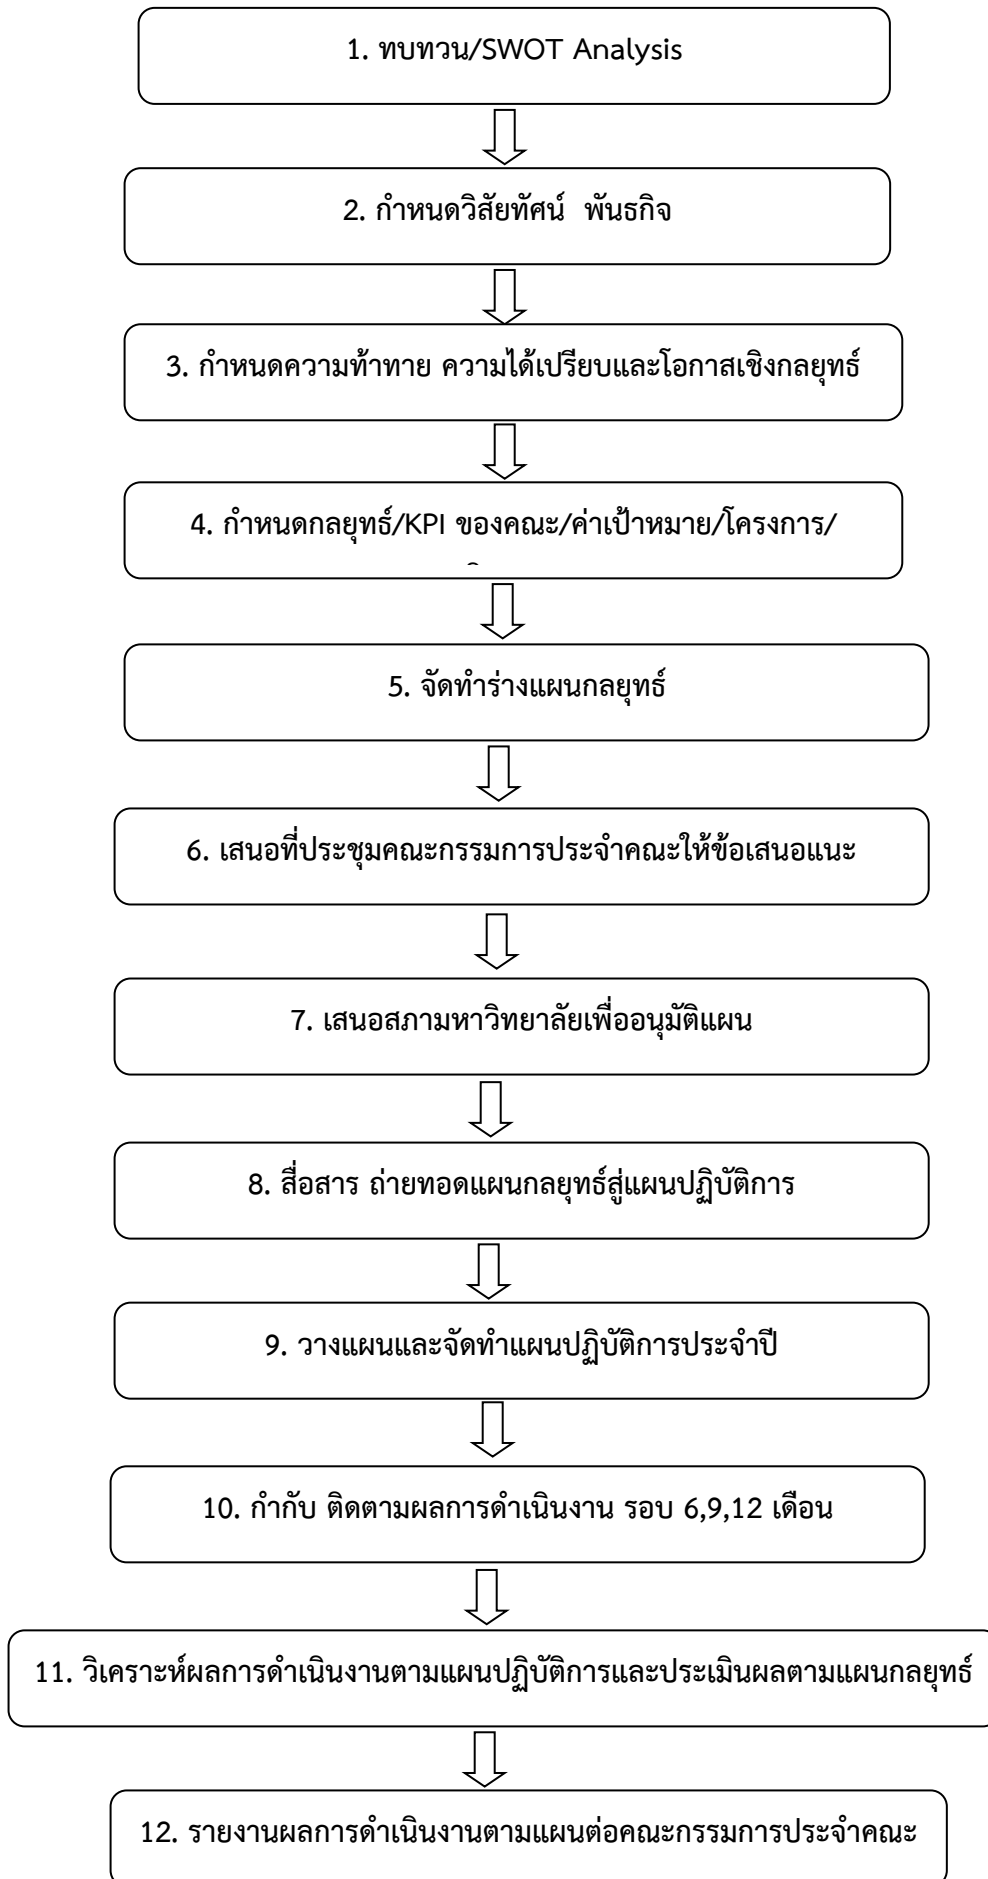 1. ทบทวน/SWOT Analysis
2. กำหนดวิสัยทัศน์ พันธกิจ
3. กำหนดความท้าทาย ความได้เปรียบและโอกาสเชิงกลยุทธ์
4. กำหนดกลยุทธ์/KPI ของคณะ/ค่าเป้าหมาย/โครงการ/
5. จัดทำร่างแผนกลยุทธ์
6. เสนอที่ประชุมคณะกรรมการประจำคณะให้ข้อเสนอแนะ
7. เสนอสภามหาวิทยาลัยเพื่ออนุมัติแผน
8. สื่อสาร ถ่ายทอดแผนกลยุทธ์สู่แผนปฏิบัติการ
9. วางแผนและจัดทำแผนปฏิบัติการประจำปี
10. กำกับ ติดตามผลการดำเนินงาน รอบ 6,9,12 เดือน
11. วิเคราะห์ผลการดำเนินงานตามแผนปฏิบัติการและประเมินผลตามแผนกลยุทธ์
12. รายงานผลการดำเนินงานตามแผนต่อคณะกรรมการประจำคณะ